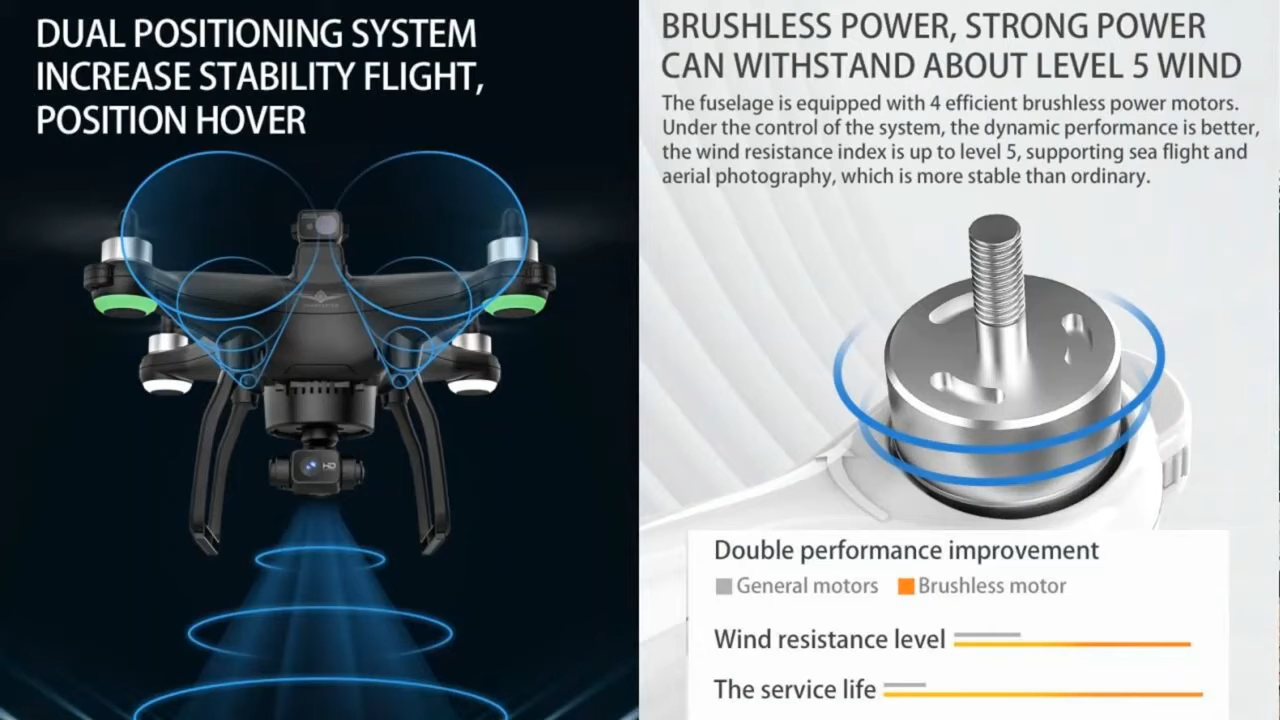 DUAL POSITIONING SYSTEM
INCREASE STABILITY FLIGHT,
POSITION HOVER
HD
BRUSHLESS POWER, STRONG POWER
CAN WITHSTAND ABOUT LEVEL 5 WIND
The fuselage is equipped with 4 efficient brushless power motors.
Under the control of the system, the dynamic performance is better,
the wind resistance index is up to level 5, supporting sea flight and
aerial photography, which is more stable than ordinary.
Double performance improvement
General motors Brushless motor
Wind resistance level
The service life